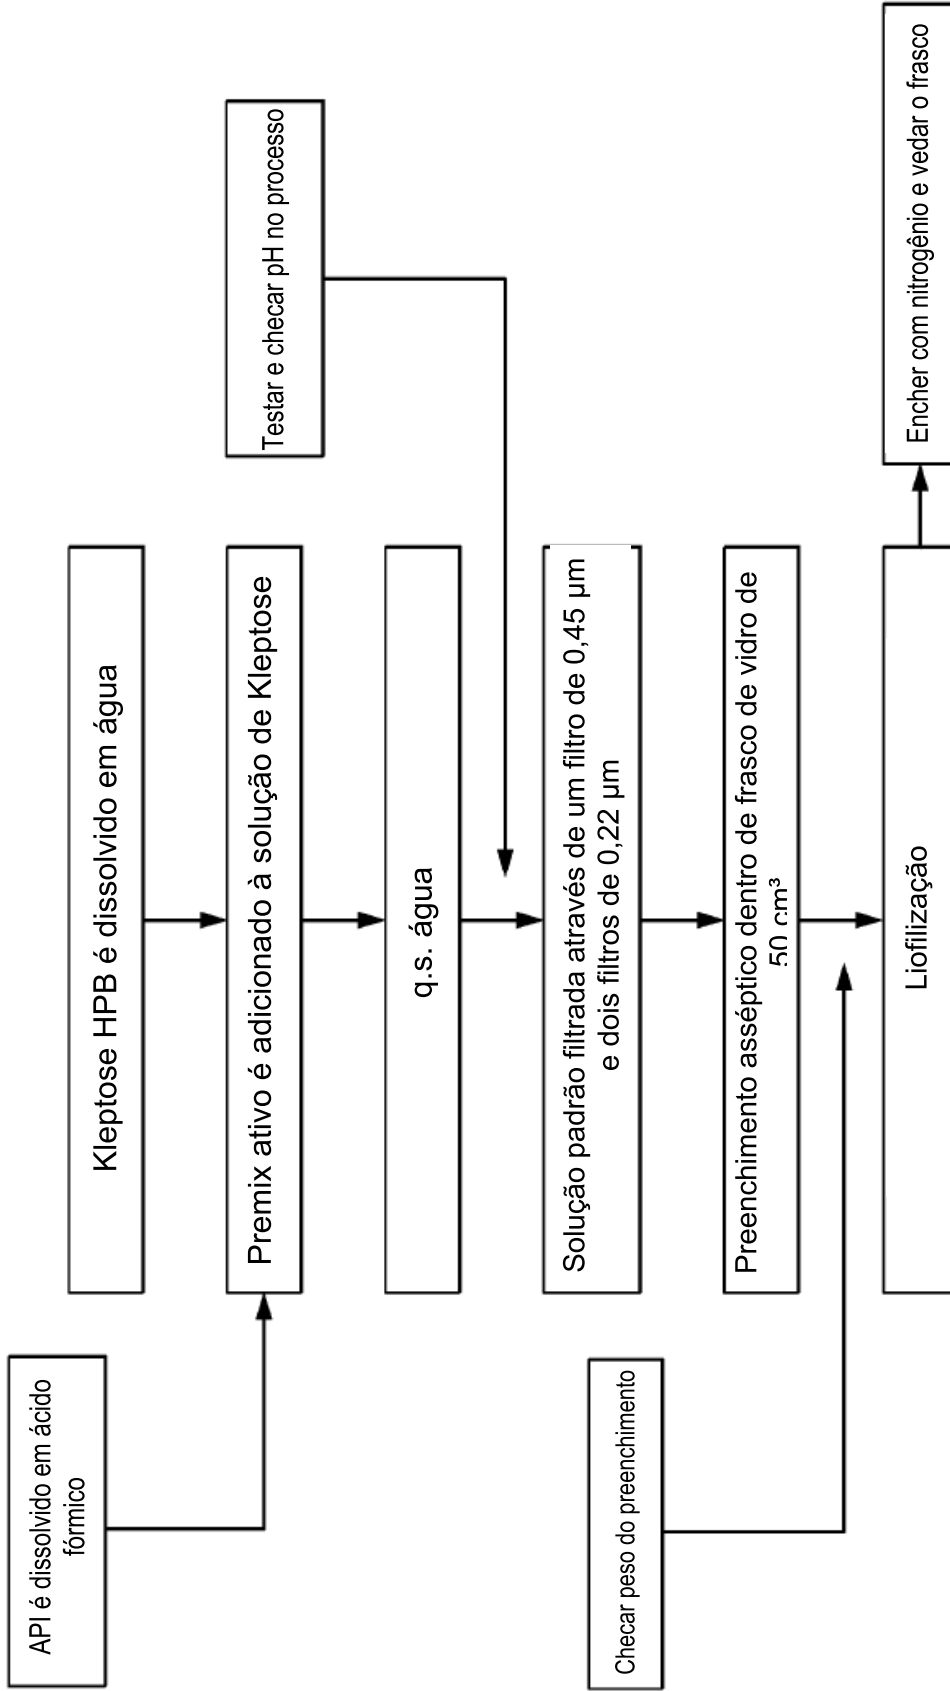 API é dissolvido em ácido
fórmico
Kleptose HPB é dissolvido em água
Premix ativo é adicionado à solução de Kleptose
Testar e checar pH no processo
q.s. água
Solução padrão filtrada através de um filtro de 0,45 µm
e dois filtros de 0,22 µm
Checar peso do preenchimento
Preenchimento asséptico dentro de frasco de vidro de
50 cm³
Liofilização
Encher com nitrogênio e vedar o frasco